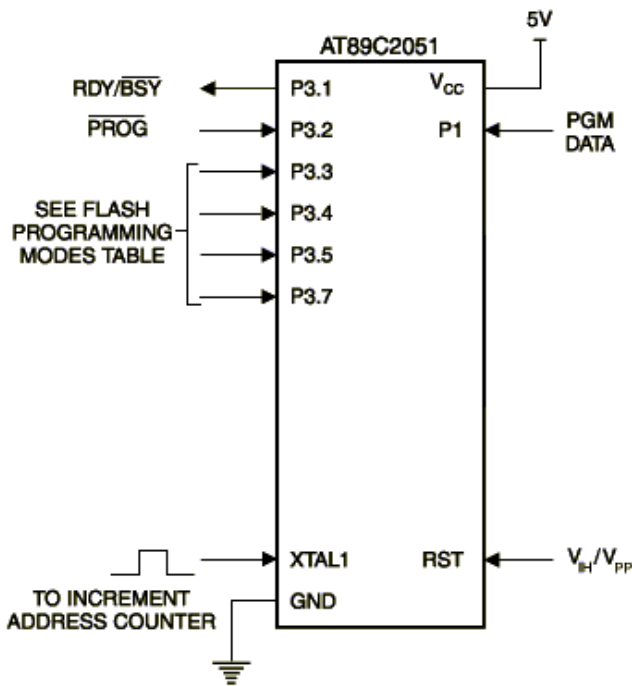 5V
AT89C2051
RDY/BSY P3.1 VCC
PROG P3.2 P1 PGM
DATA
P3.3
SEE FLASH
PROGRAMMING
MODES TABLE
P3.4
P3.5
P3.7
XTAL1 RST VIH/VPP
TO INCREMENT
ADDRESS COUNTER
GND